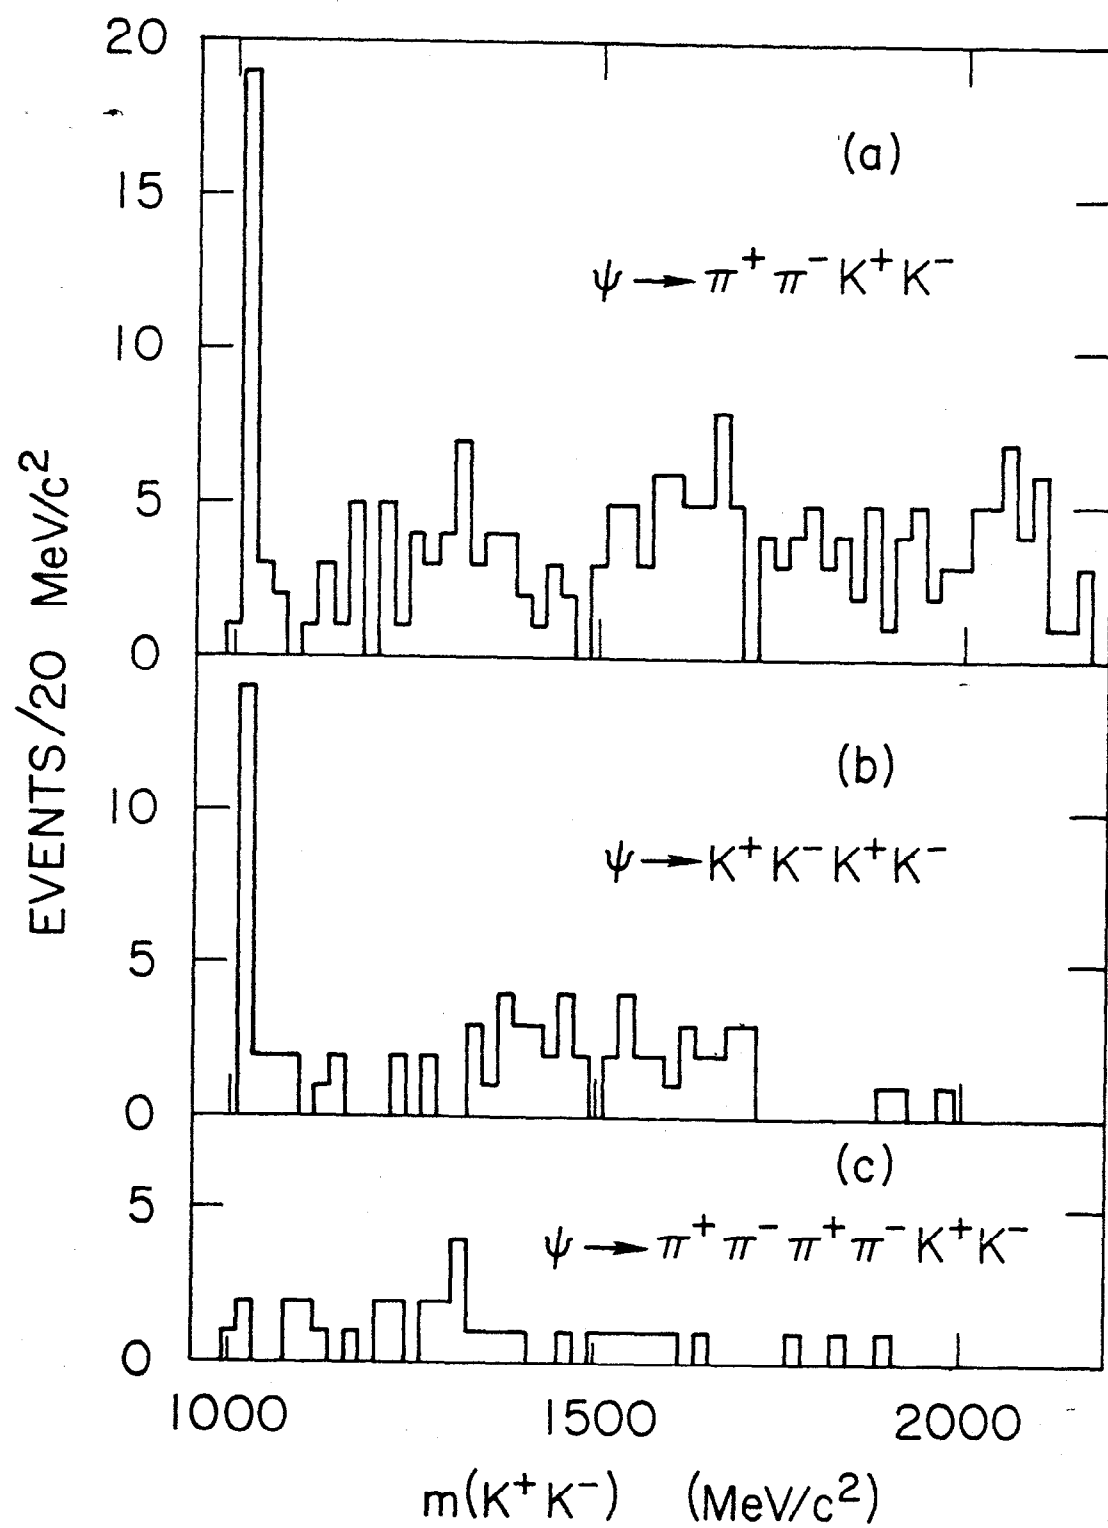 20
15
10
5
0
10
5
0
5
0
EVENTS/20 MeV/c²
(a)
ψ → π⁺ π⁻ K⁺ K⁻
(b)
ψ → K⁺ K⁻ K⁺ K⁻
(c)
ψ → π⁺ π⁻ π⁺ π⁻ K⁺ K⁻
1000 1500 2000
m(K⁺ K⁻) (MeV/c²)